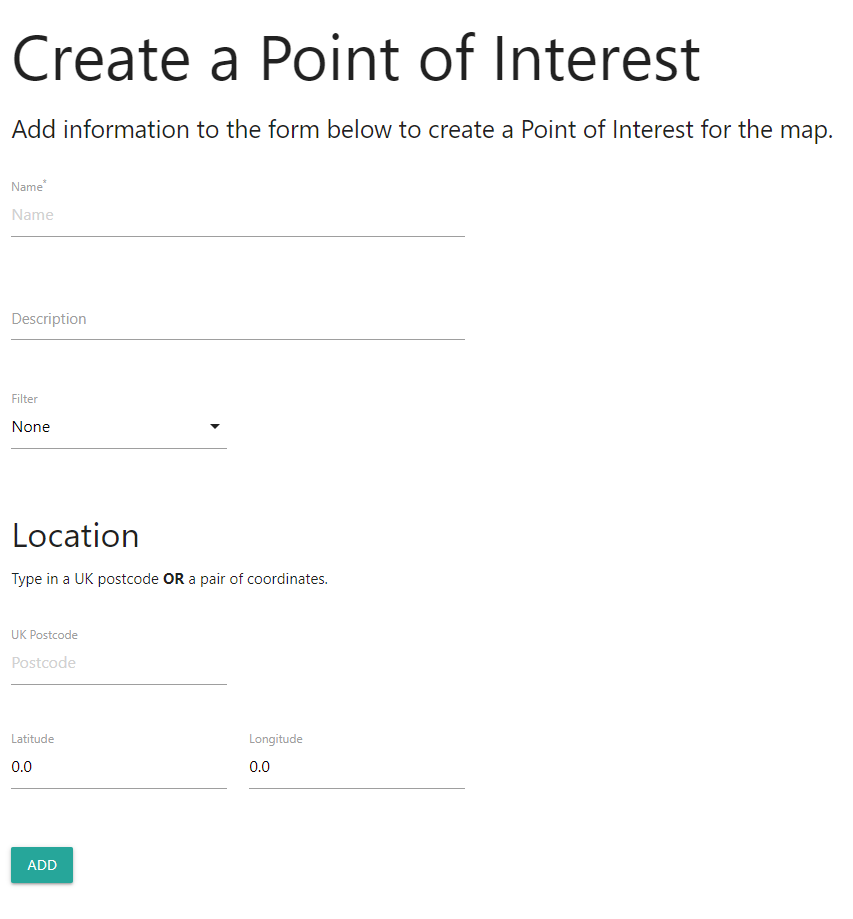 Create a Point of Interest
Add information to the form below to create a Point of Interest for the map.
Name*
Name
Description
Filter
None
Location
Type in a UK postcode OR a pair of coordinates.
UK Postcode
Postcode
Latitude Longitude
0.0 0.0
ADD